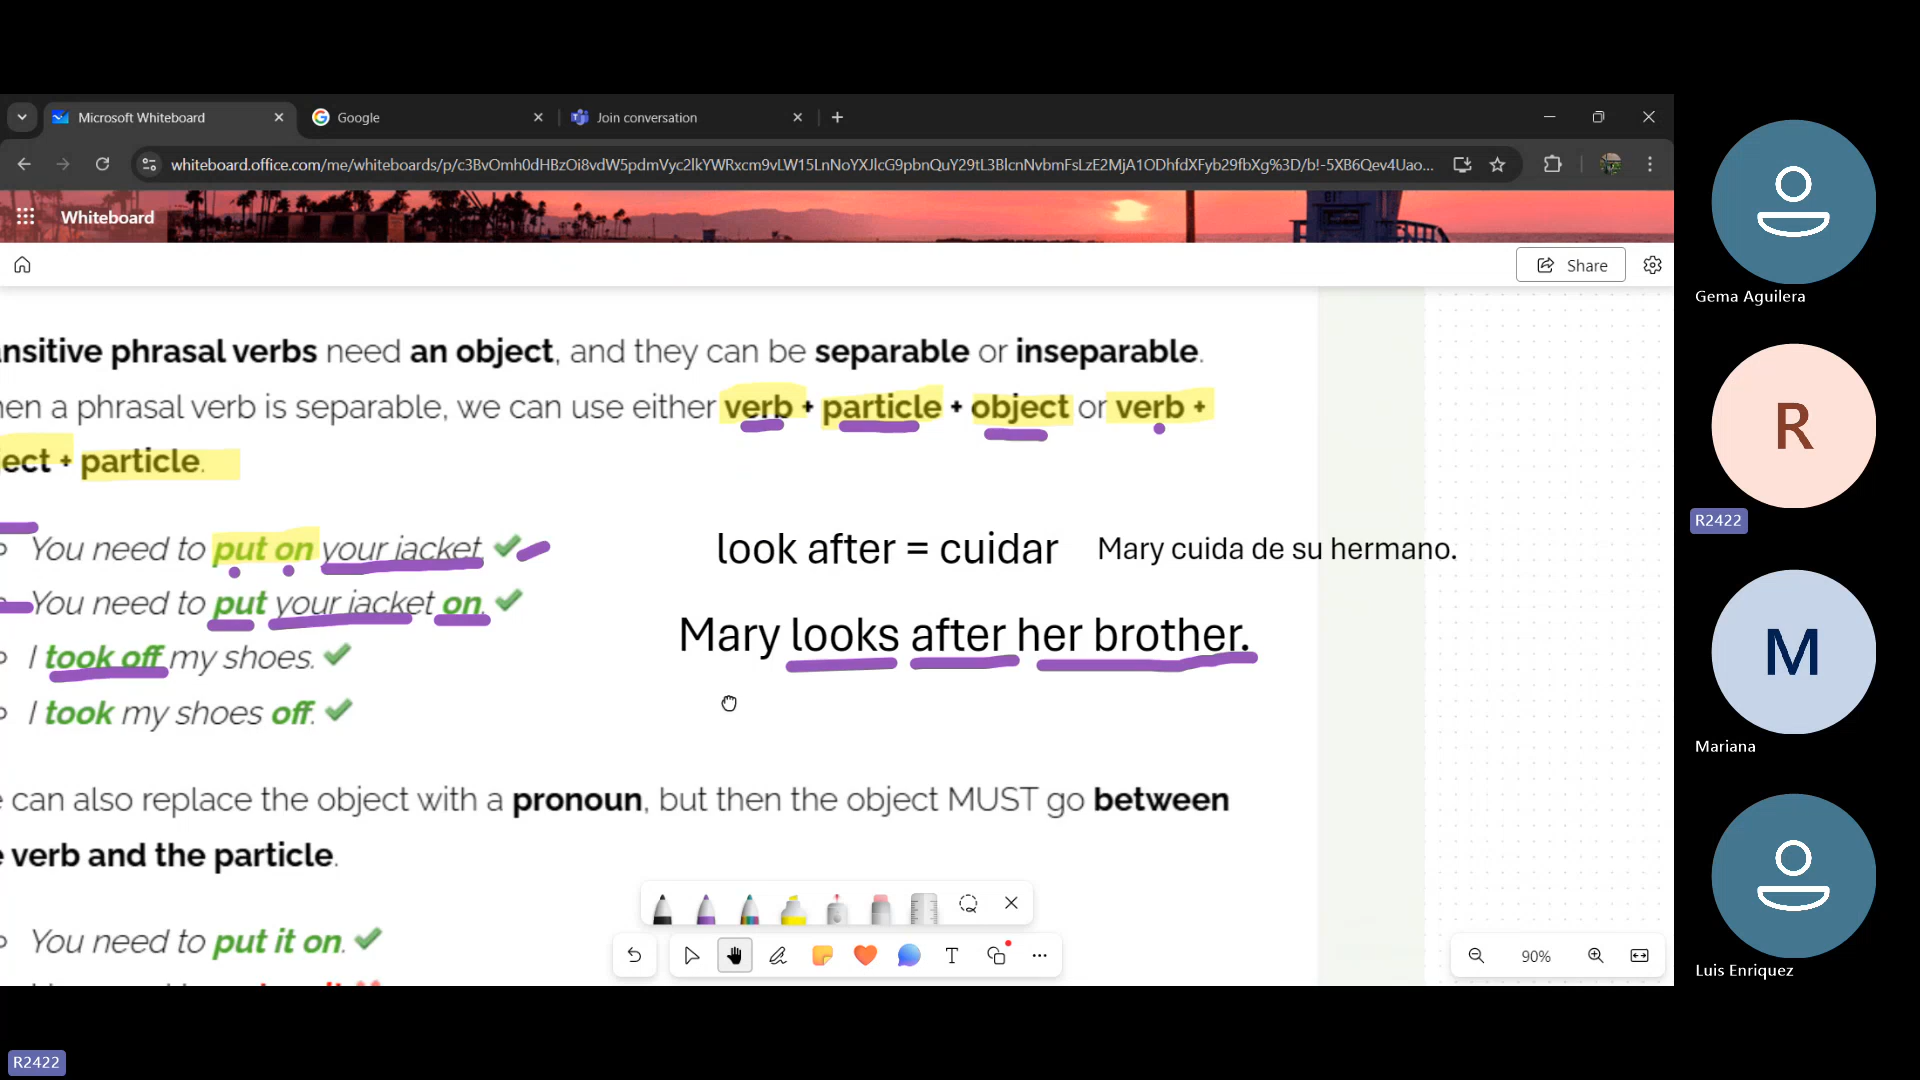 Microsoft Whiteboard
Google
Join conversation
whiteboard.office.com/me/whiteboards/p/c3BvOmh0dHBzOi8vdW5pdmVyc2lkYWRxcm9vLW15LnNoYXJlcG9pbnQuY29tL3BlcnNvbmFsLzE2MjA1ODhfdXFyb29fbXg%3D/b!-5XB6Qev4Uao...
Whiteboard
Share
ansitive phrasal verbs need an object, and they can be separable or inseparable.
hen a phrasal verb is separable, we can use either verb + particle + object or verb +
ject + particle.
You need to put on your jacket
You need to put your jacket on.
I took off my shoes.
I took my shoes off.
look after = cuidar
Mary cuida de su hermano.
Mary looks after her brother.
e can also replace the object with a pronoun, but then the object MUST go between
e verb and the particle.
You need to put it on.
90%
Gema Aguilera
R
R2422
M
Mariana
Luis Enriquez
R2422